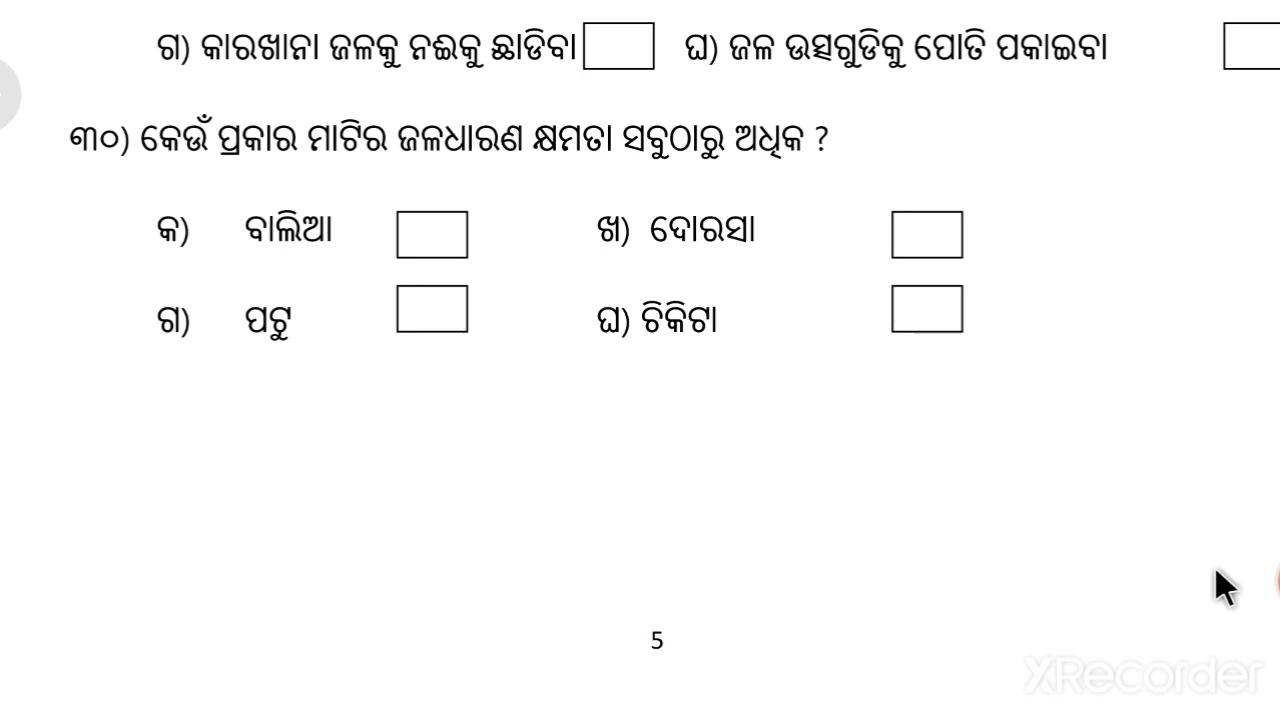 ଗ) କାରଖାନା ଜଳକୁ ନଈକୁ ଛାଡିବା ଘ) ଜଳ ଉତ୍ସଗୁଡିକୁ ପୋତି ପକାଇବା
୩୦) କେଉଁ ପ୍ରକାର ମାଟିର ଜଳଧାରଣ କ୍ଷମତା ସବୁଠାରୁ ଅଧିକ ?
କ) ବାଲିଆ ଖ) ଦୋରସା
ଗ) ପଟୁ ଘ) ଚିକିଟା
5
XRecorder